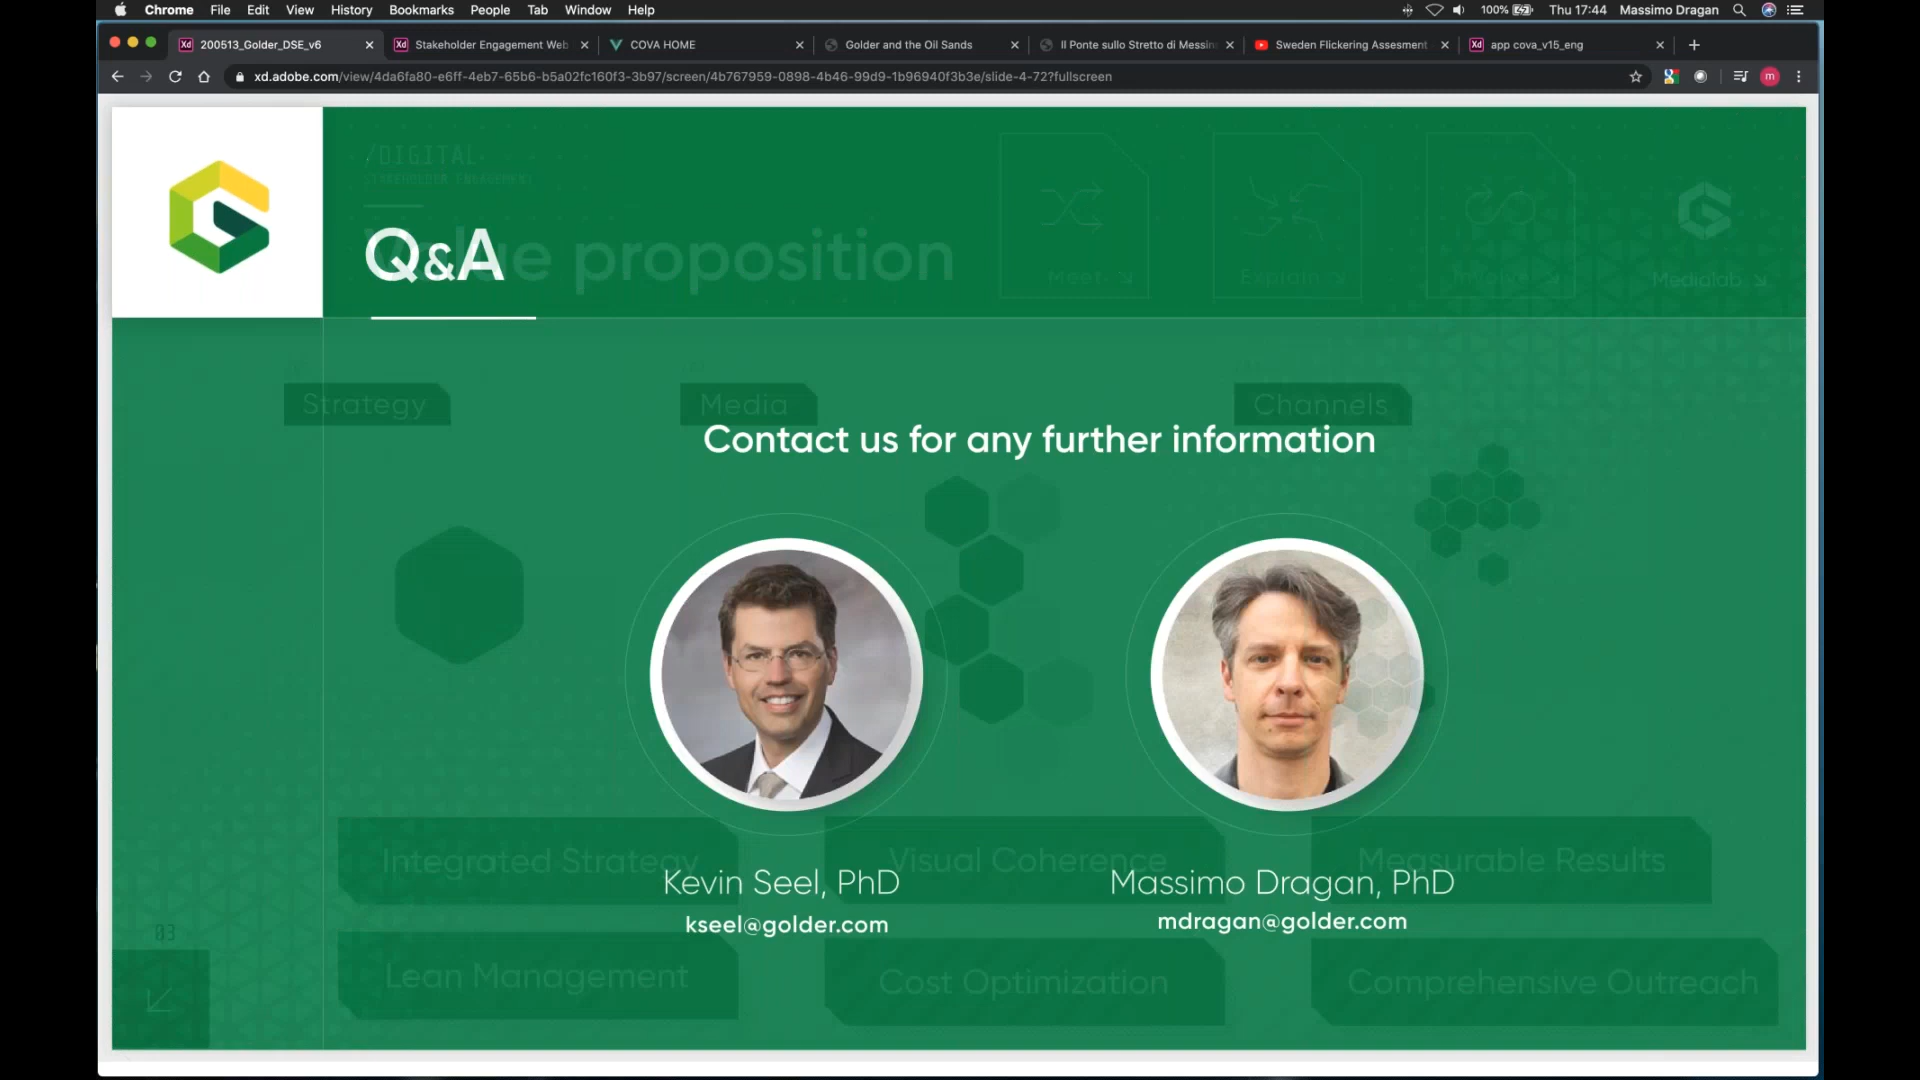 Chrome File Edit View History Bookmarks People Tab Window Help 100% Thu 17:44 Massimo Dragan
200513_Golder_DSE_v6 Stakeholder Engagement Web COVA HOME Golder and the Oil Sands Il Ponte sullo Stretto di Messin Sweden Flickering Assesment app cova_v15_eng
xd.adobe.com/view/4da6fa80-e6ff-4eb7-65b6-b5a02fc160f3-3b97/screen/4b767959-0898-4b46-99d9-1b96940f3b3e/slide-4-72?fullscreen
m
/DIGITAL
STAKEHOLDER ENGAGEMENT
Q&A
Value proposition
Meet Explain Involve Medialab
Strategy Media Channels
Contact us for any further information
Integrated Strategy Visual Coherence Measurable Results
Kevin Seel, PhD Massimo Dragan, PhD
kseel@golder.com mdragan@golder.com
03
Lean Management Cost Optimization Comprehensive Outreach